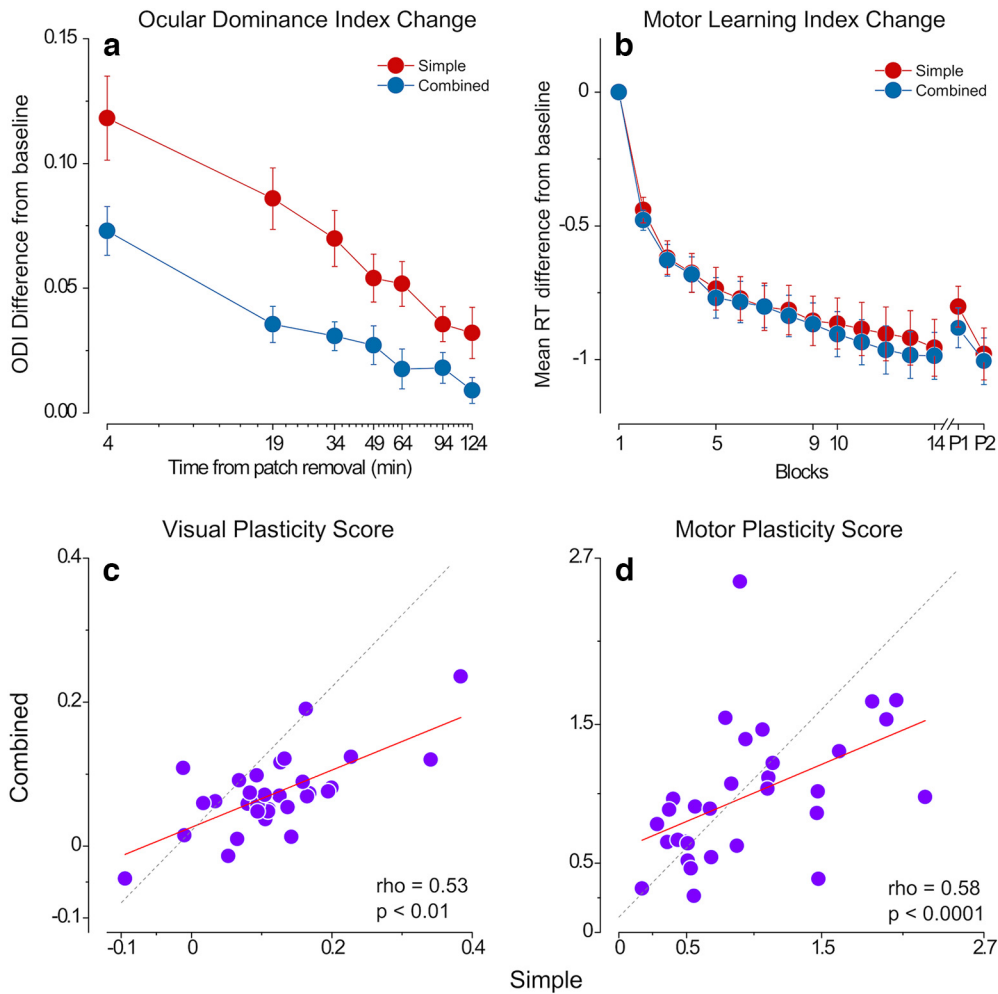 Ocular Dominance Index Change
a
Simple
Combined
ODI Difference from baseline
0.15
0.10
0.05
0.00
4 19 34 49 64 94 124
Time from patch removal (min)
Motor Learning Index Change
b
Simple
Combined
Mean RT difference from baseline
0
-0.5
-1
1 5 9 10 14 P1 P2
Blocks
Visual Plasticity Score
c
Combined
0.4
0.2
0
-0.1
rho = 0.53
p < 0.01
-0.1 0 0.2 0.4
Motor Plasticity Score
d
2.7
1.5
0.5
0
rho = 0.58
p < 0.0001
0 0.5 1.5 2.7
Simple